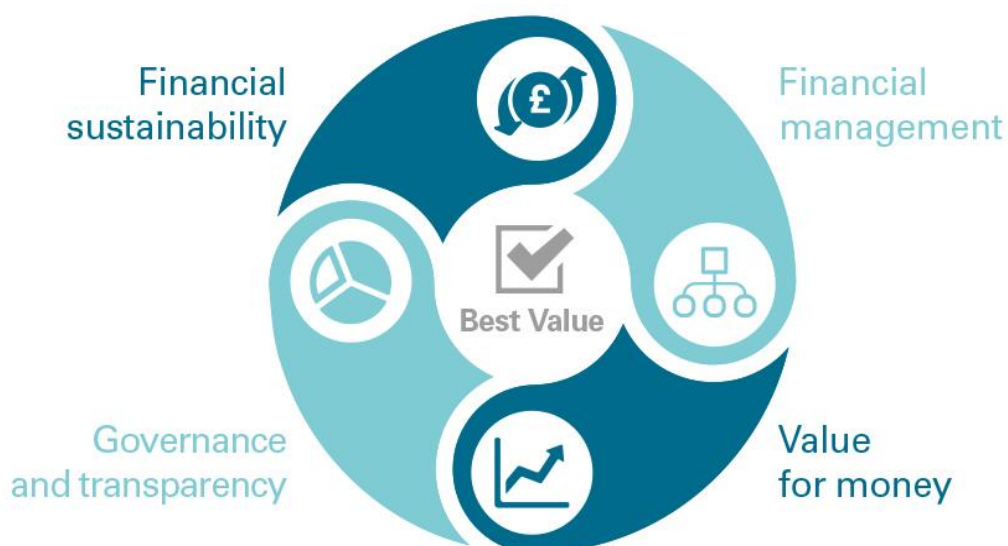 Financial
sustainability
Financial
management
£
Best Value
Governance
and transparency
Value
for money